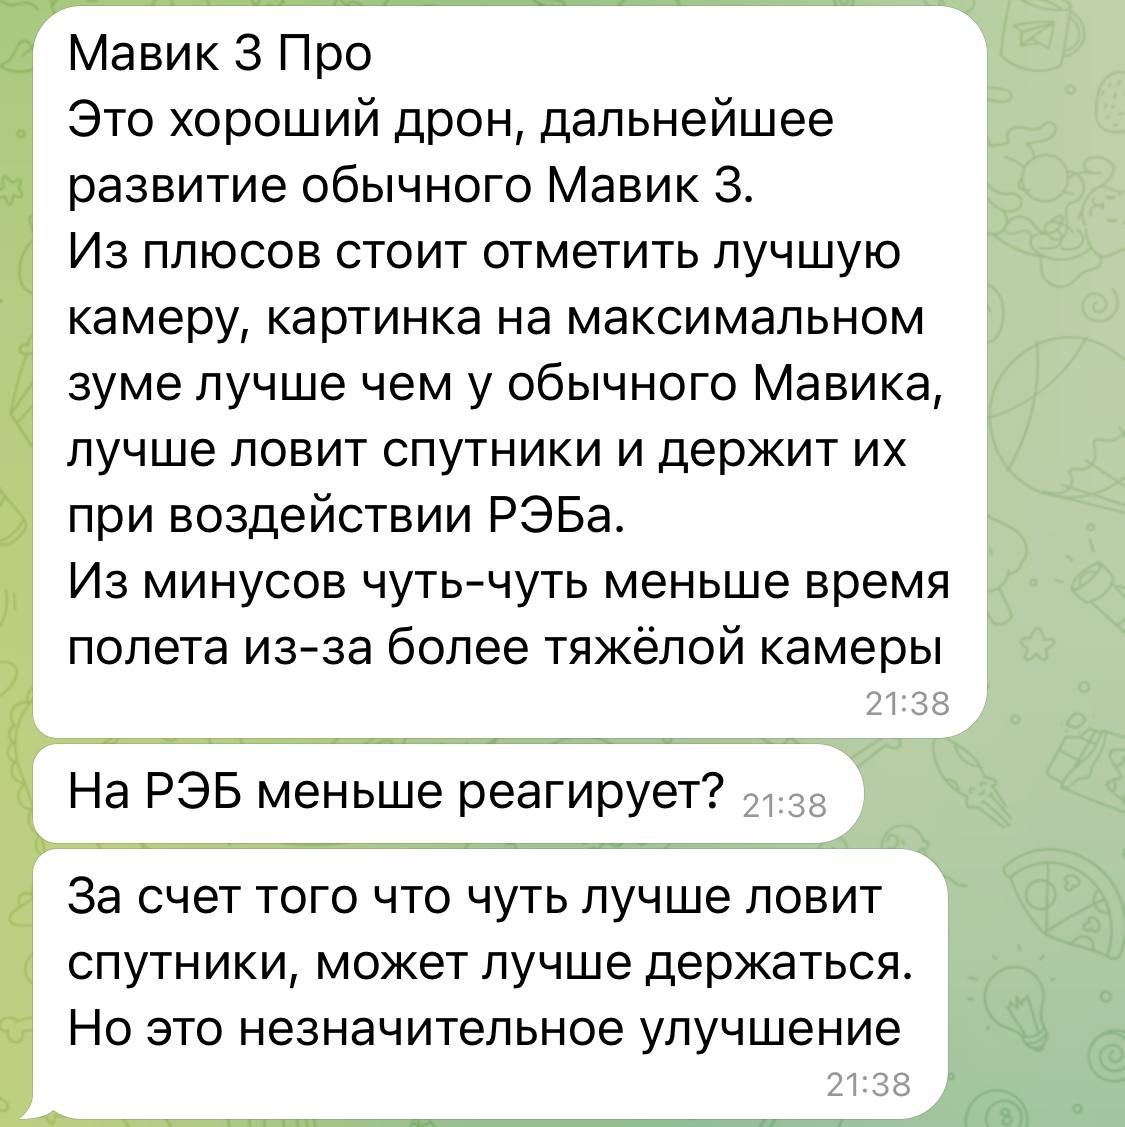 Мавик 3 Про
Это хороший дрон, дальнейшее
развитие обычного Мавик 3.
Из плюсов стоит отметить лучшую
камеру, картинка на максимальном
зуме лучше чем у обычного Мавика,
лучше ловит спутники и держит их
при воздействии РЭБа.
Из минусов чуть-чуть меньше время
полета из-за более тяжёлой камеры
21:38
На РЭБ меньше реагирует? 21:38
За счет того что чуть лучше ловит
спутники, может лучше держаться.
Но это незначительное улучшение
21:38